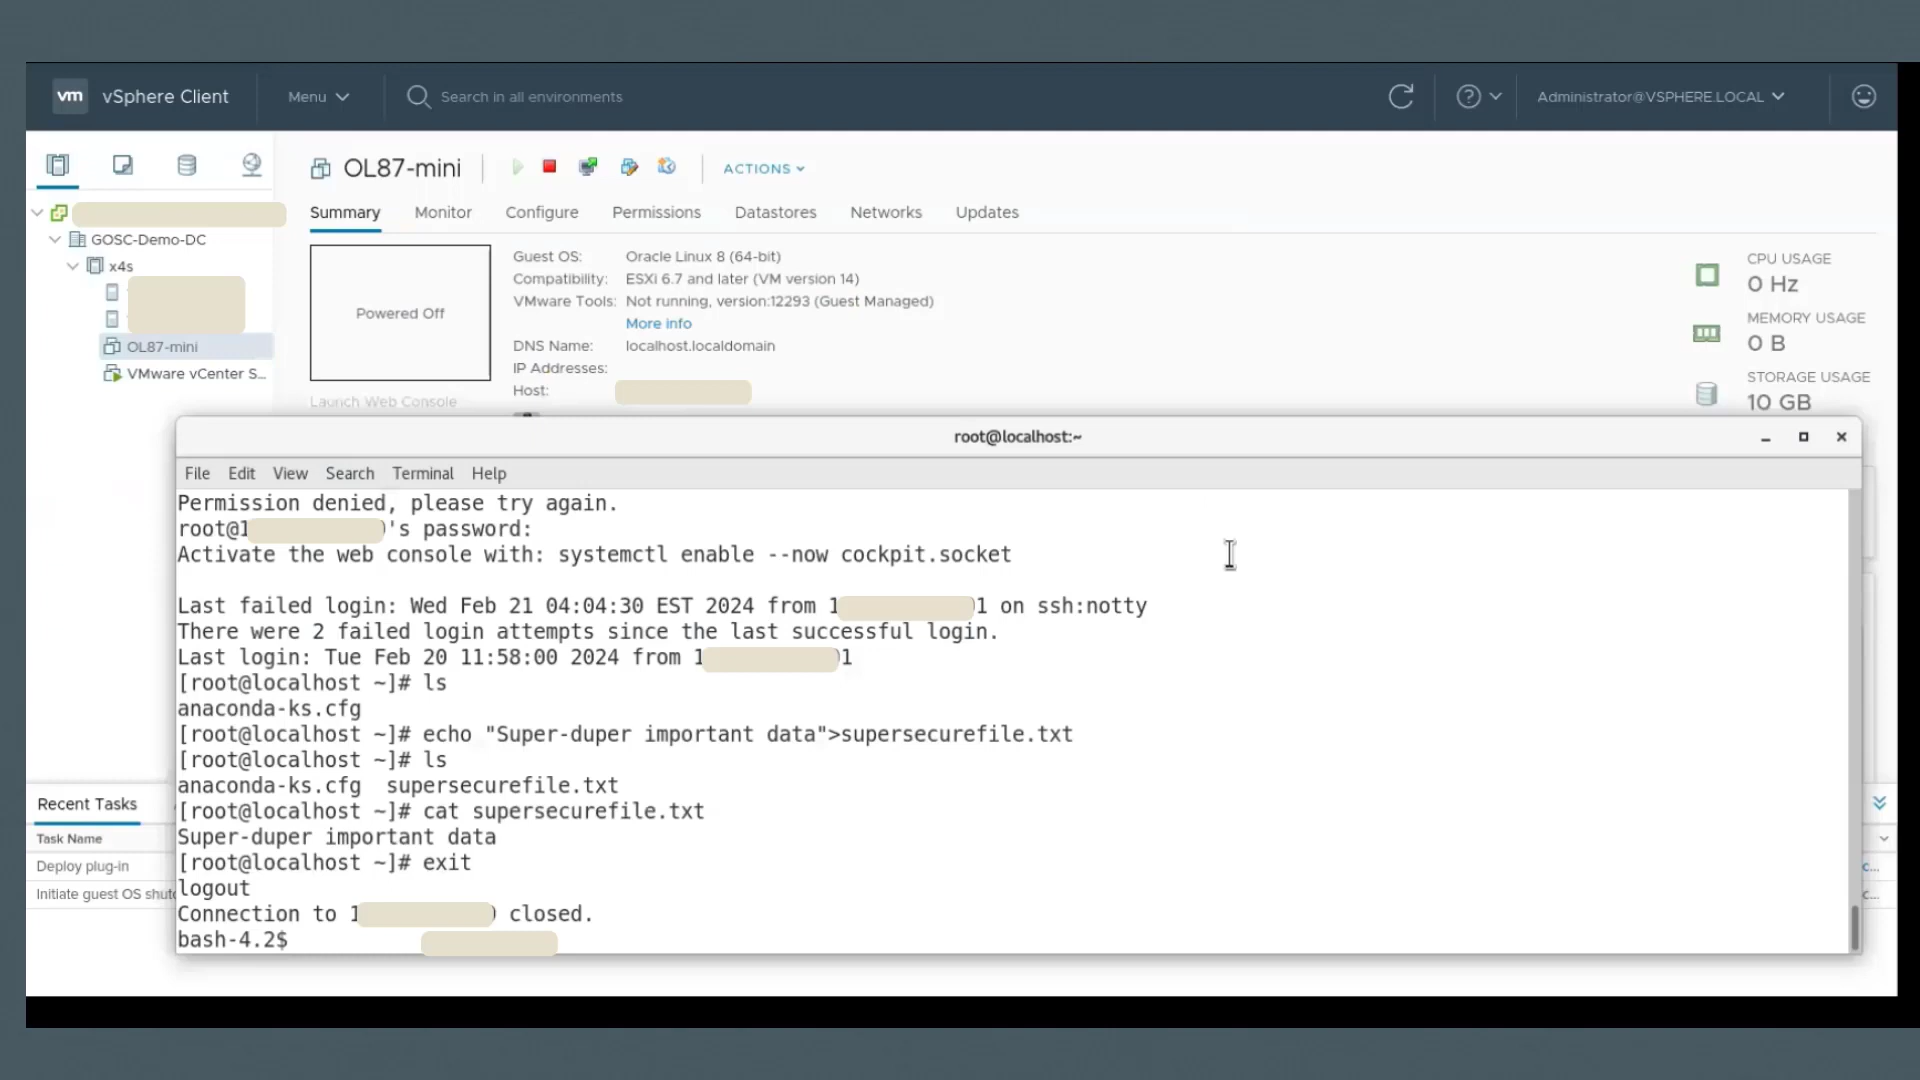 vm vSphere Client Menu Search in all environments Administrator@VSPHERE.LOCAL
OL87-mini ACTIONS
Summary Monitor Configure Permissions Datastores Networks Updates
GOSC-Demo-DC
x4s
OL87-mini
VMware vCenter S...
Powered Off
Launch Web Console
Guest OS: Oracle Linux 8 (64-bit)
Compatibility: ESXi 6.7 and later (VM version 14)
VMware Tools: Not running, version:12293 (Guest Managed)
More info
DNS Name: localhost.localdomain
IP Addresses:
Host:
CPU USAGE
0 Hz
MEMORY USAGE
0 B
STORAGE USAGE
10 GB
root@localhost:~
File Edit View Search Terminal Help
Permission denied, please try again.
root@1 's password:
Activate the web console with: systemctl enable --now cockpit.socket
Last failed login: Wed Feb 21 04:04:30 EST 2024 from 1 1 on ssh:notty
There were 2 failed login attempts since the last successful login.
Last login: Tue Feb 20 11:58:00 2024 from 1 1
[root@localhost ~]# ls
anaconda-ks.cfg
[root@localhost ~]# echo "Super-duper important data">supersecurefile.txt
[root@localhost ~]# ls
anaconda-ks.cfg supersecurefile.txt
[root@localhost ~]# cat supersecurefile.txt
Super-duper important data
[root@localhost ~]# exit
logout
Connection to 1 closed.
bash-4.2$
Recent Tasks
Task Name
Deploy plug-in
Initiate guest OS shutd
c...
c...